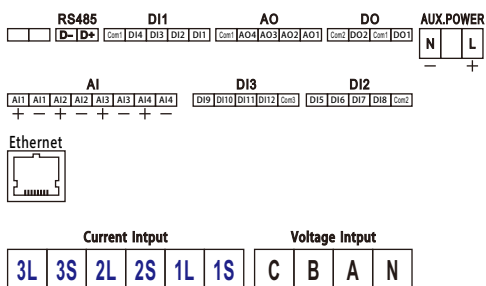 RS485 DI1 AO DO AUX.POWER
D- D+ Com1 DI4 DI3 DI2 DI1 Com1 AO4 AO3 AO2 AO1 Com2 DO2 Com1 DO1 N L
− +
AI DI3 DI2
AI1 AI1 AI2 AI2 AI3 AI3 AI4 AI4 DI9 DI10 DI11 DI12 Com3 DI5 DI6 DI7 DI8 Com2
+ − + − + − + −
Ethernet
Current Intput Voltage Intput
3L 3S 2L 2S 1L 1S C B A N